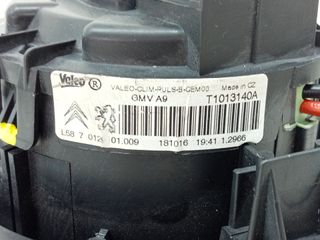 Valeo ®
VALEO-CLIM-PULS-B-GEM00 Made in CZ
GMV A9 T1013140A
L58 7 012 01.009 181016 19:41 1.2966